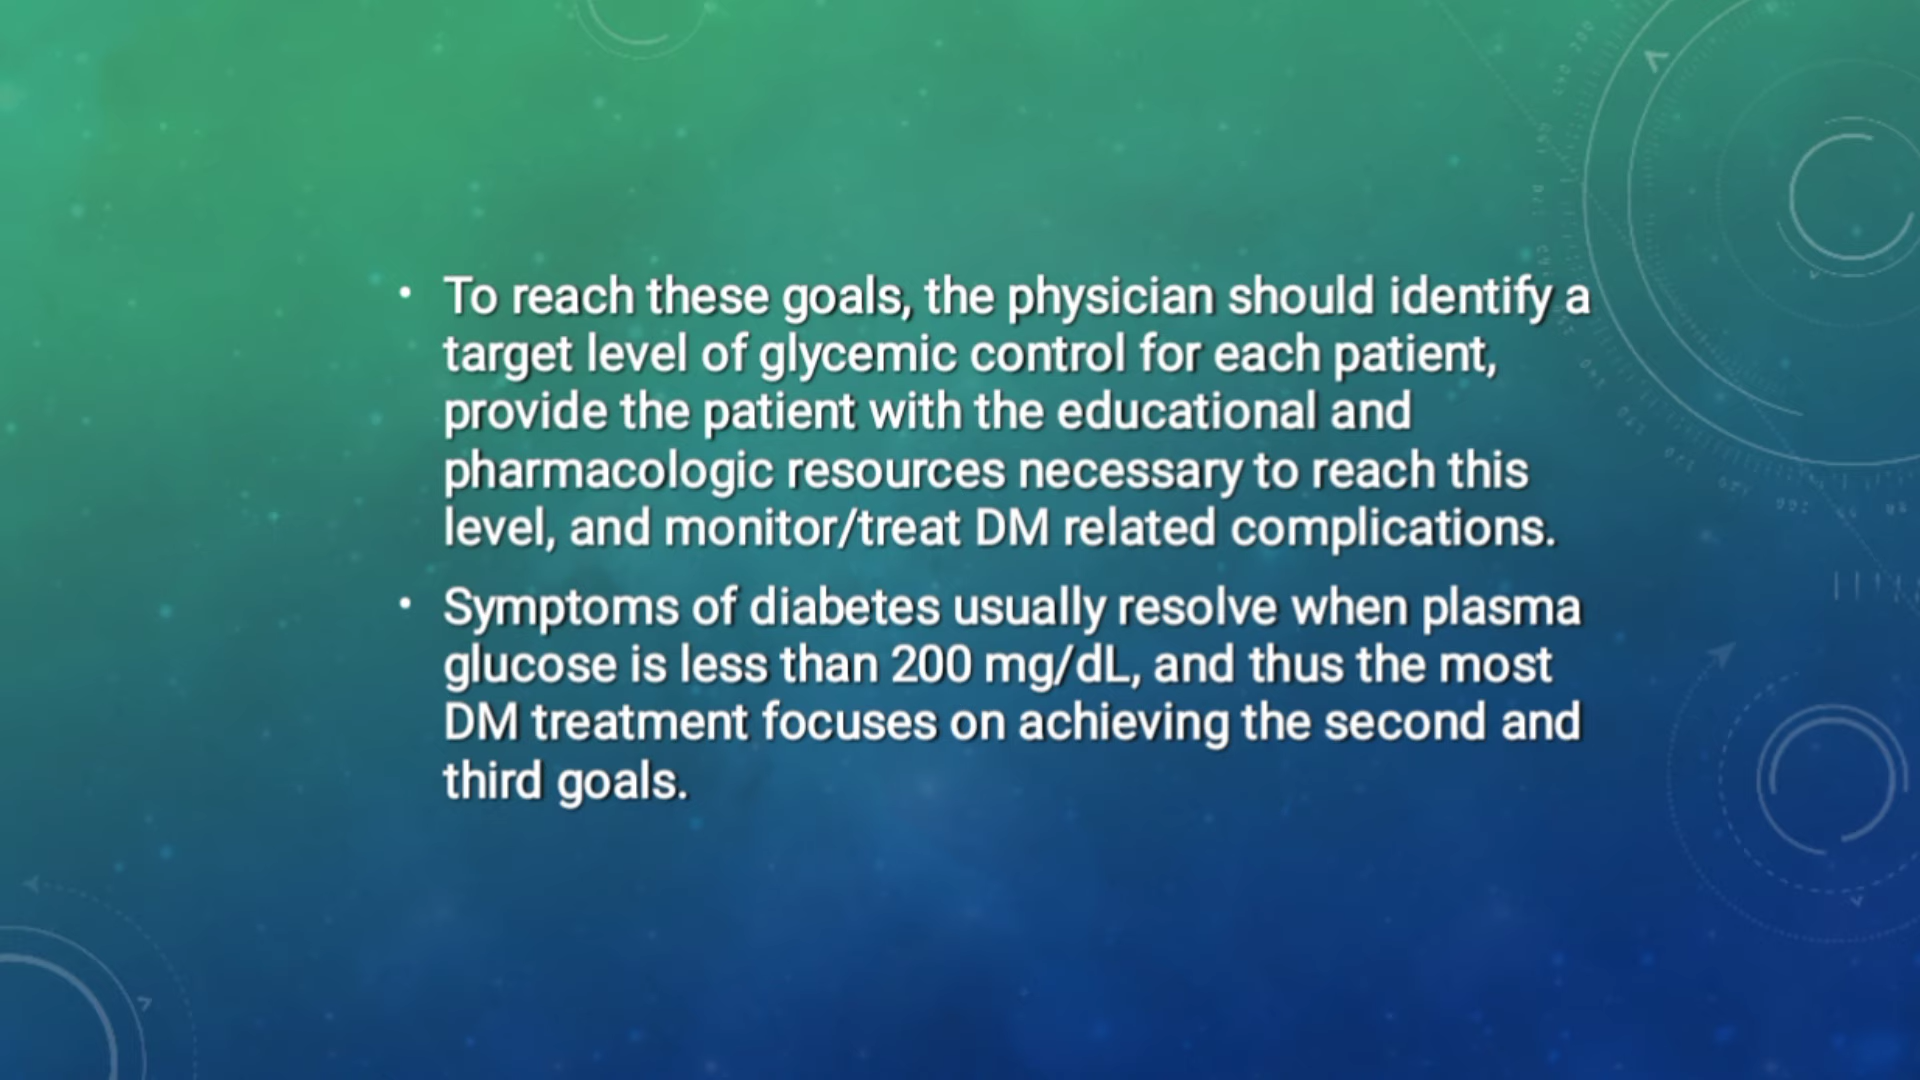 • To reach these goals, the physician should identify a
target level of glycemic control for each patient,
provide the patient with the educational and
pharmacologic resources necessary to reach this
level, and monitor/treat DM related complications.
• Symptoms of diabetes usually resolve when plasma
glucose is less than 200 mg/dL, and thus the most
DM treatment focuses on achieving the second and
third goals.